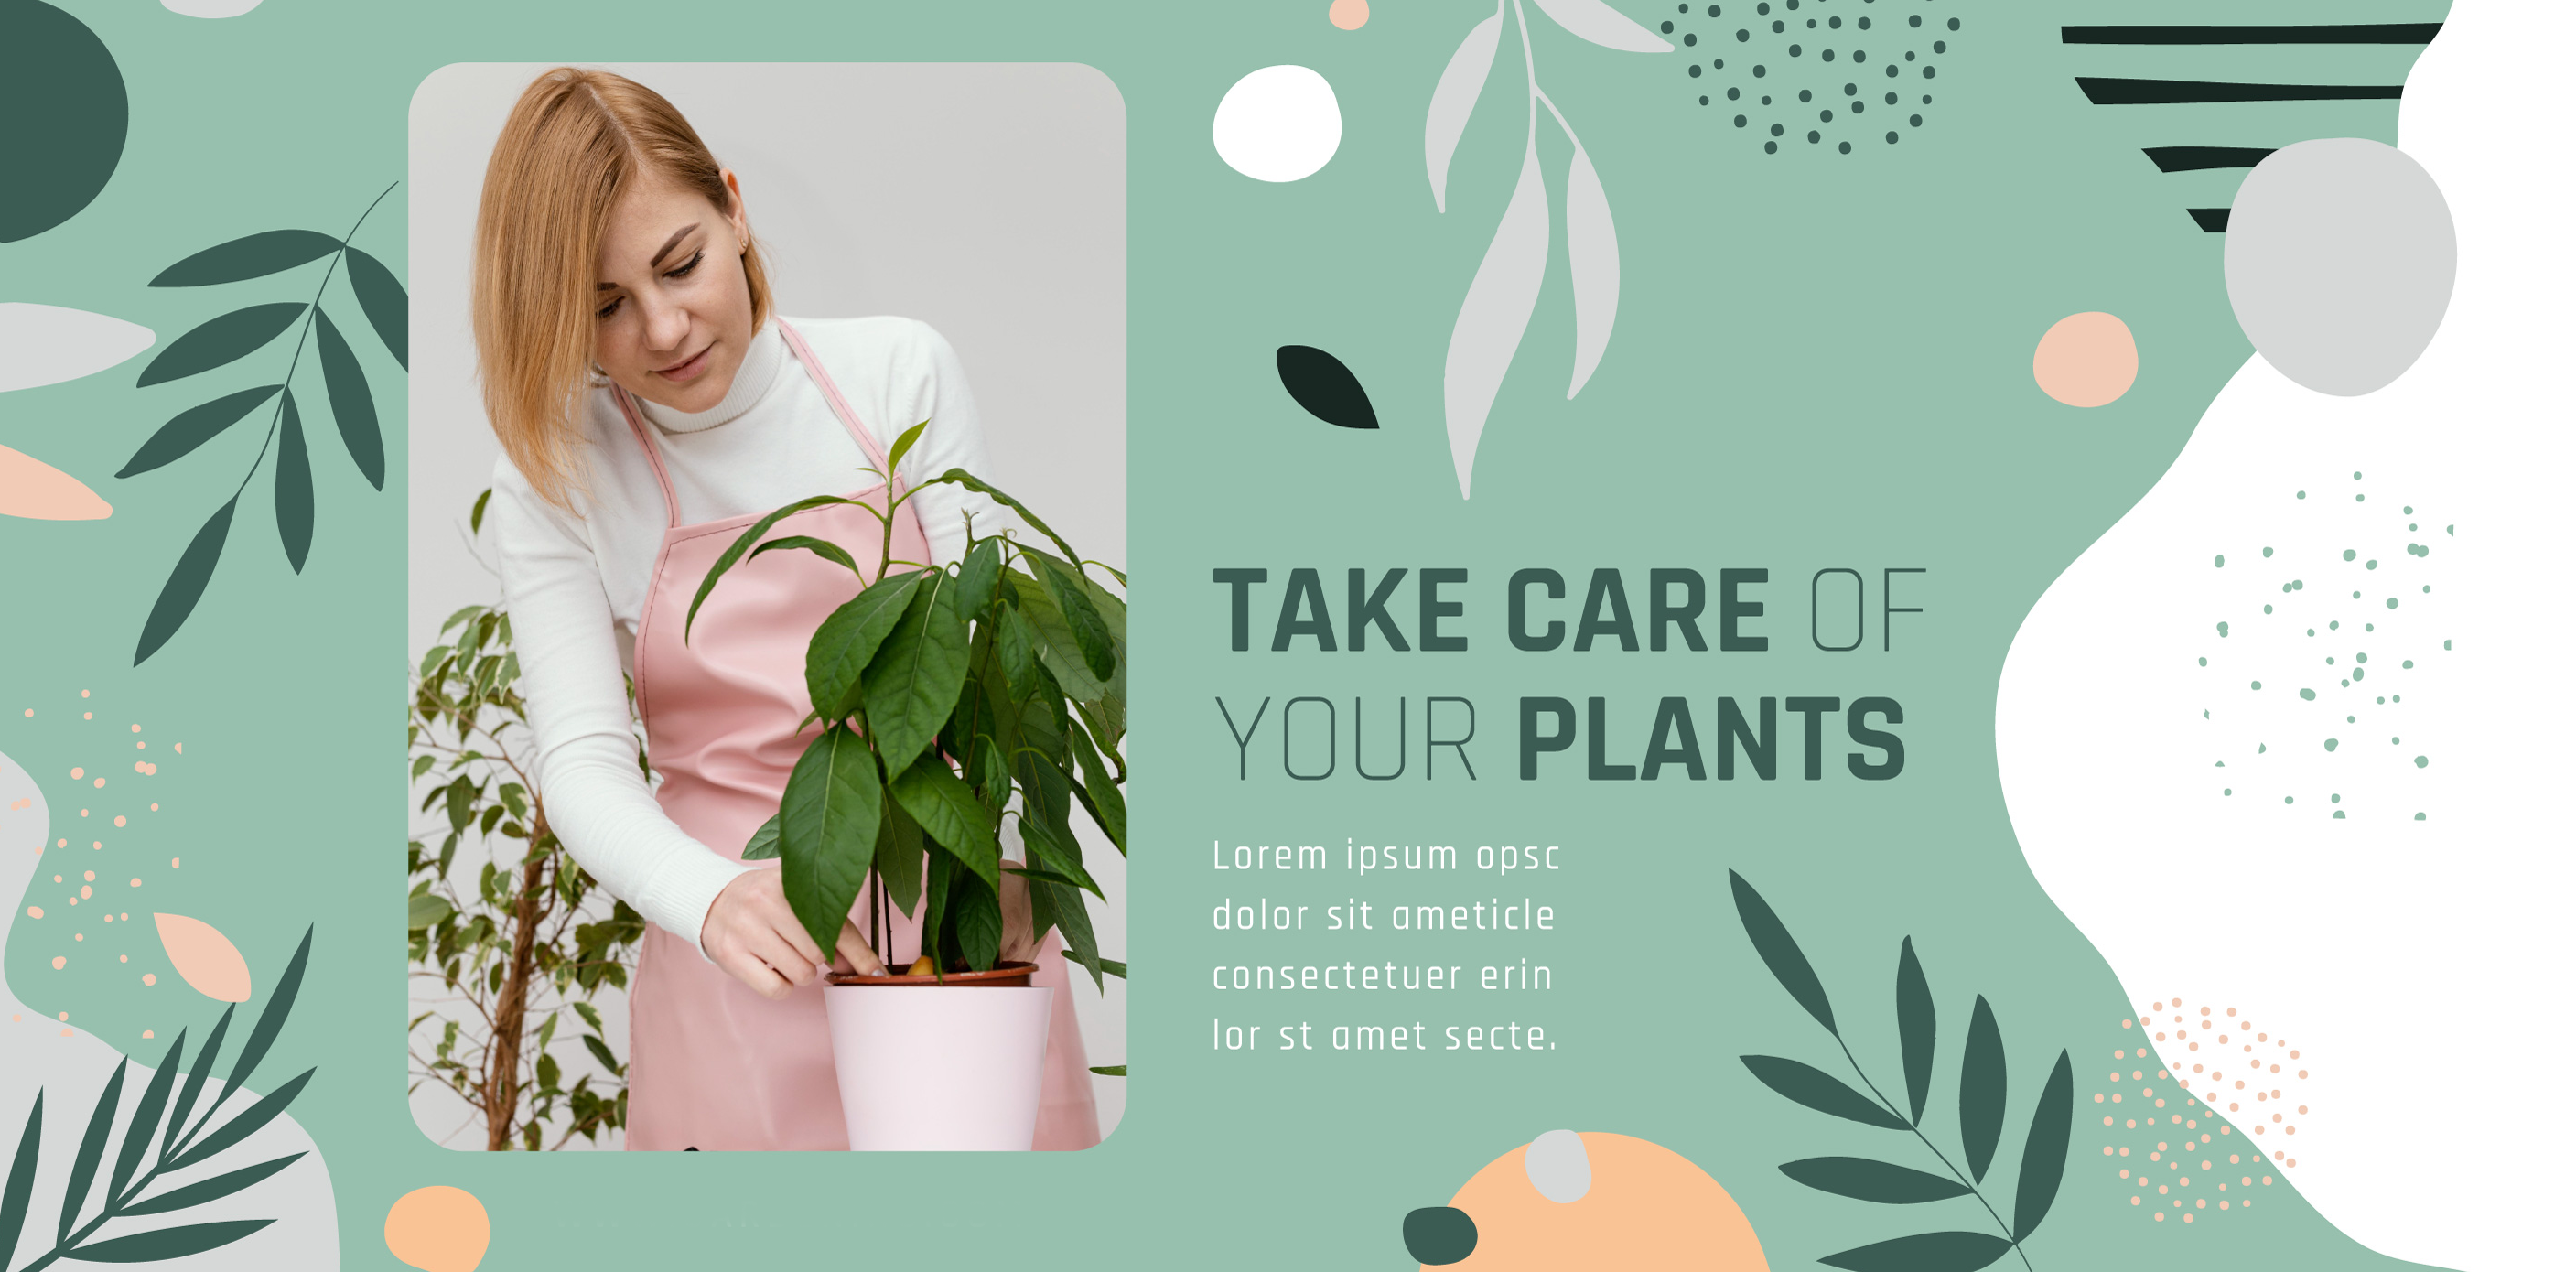 TAKE CARE OF
YOUR PLANTS
Lorem ipsum opsc
dolor sit ameticle
consectetuer erin
lor st amet secte.